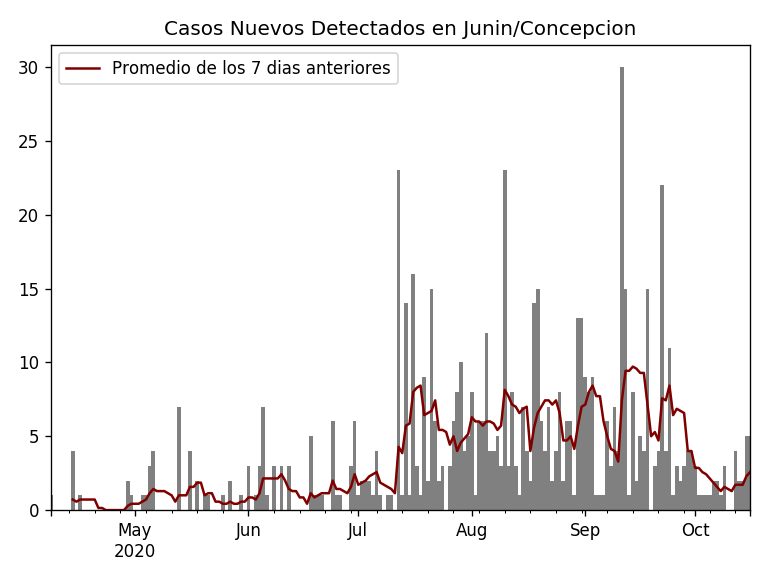 Casos Nuevos Detectados en Junin/Concepcion
Promedio de los 7 dias anteriores
30
25
20
15
10
5
0
May Jun Jul Aug Sep Oct
2020